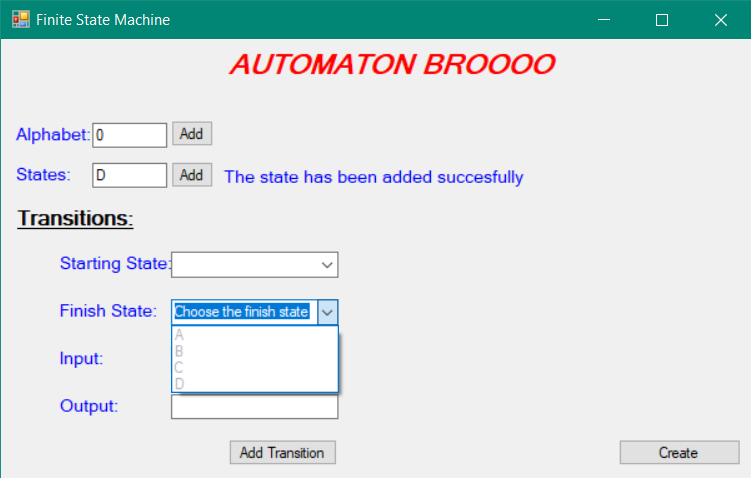 Finite State Machine
AUTOMATON BROOOO
Alphabet: 0 Add
States: D Add The state has been added succesfully
Transitions:
Starting State:
Finish State: Choose the finish state
A
B
Input:
C
D
Output:
Add Transition Create